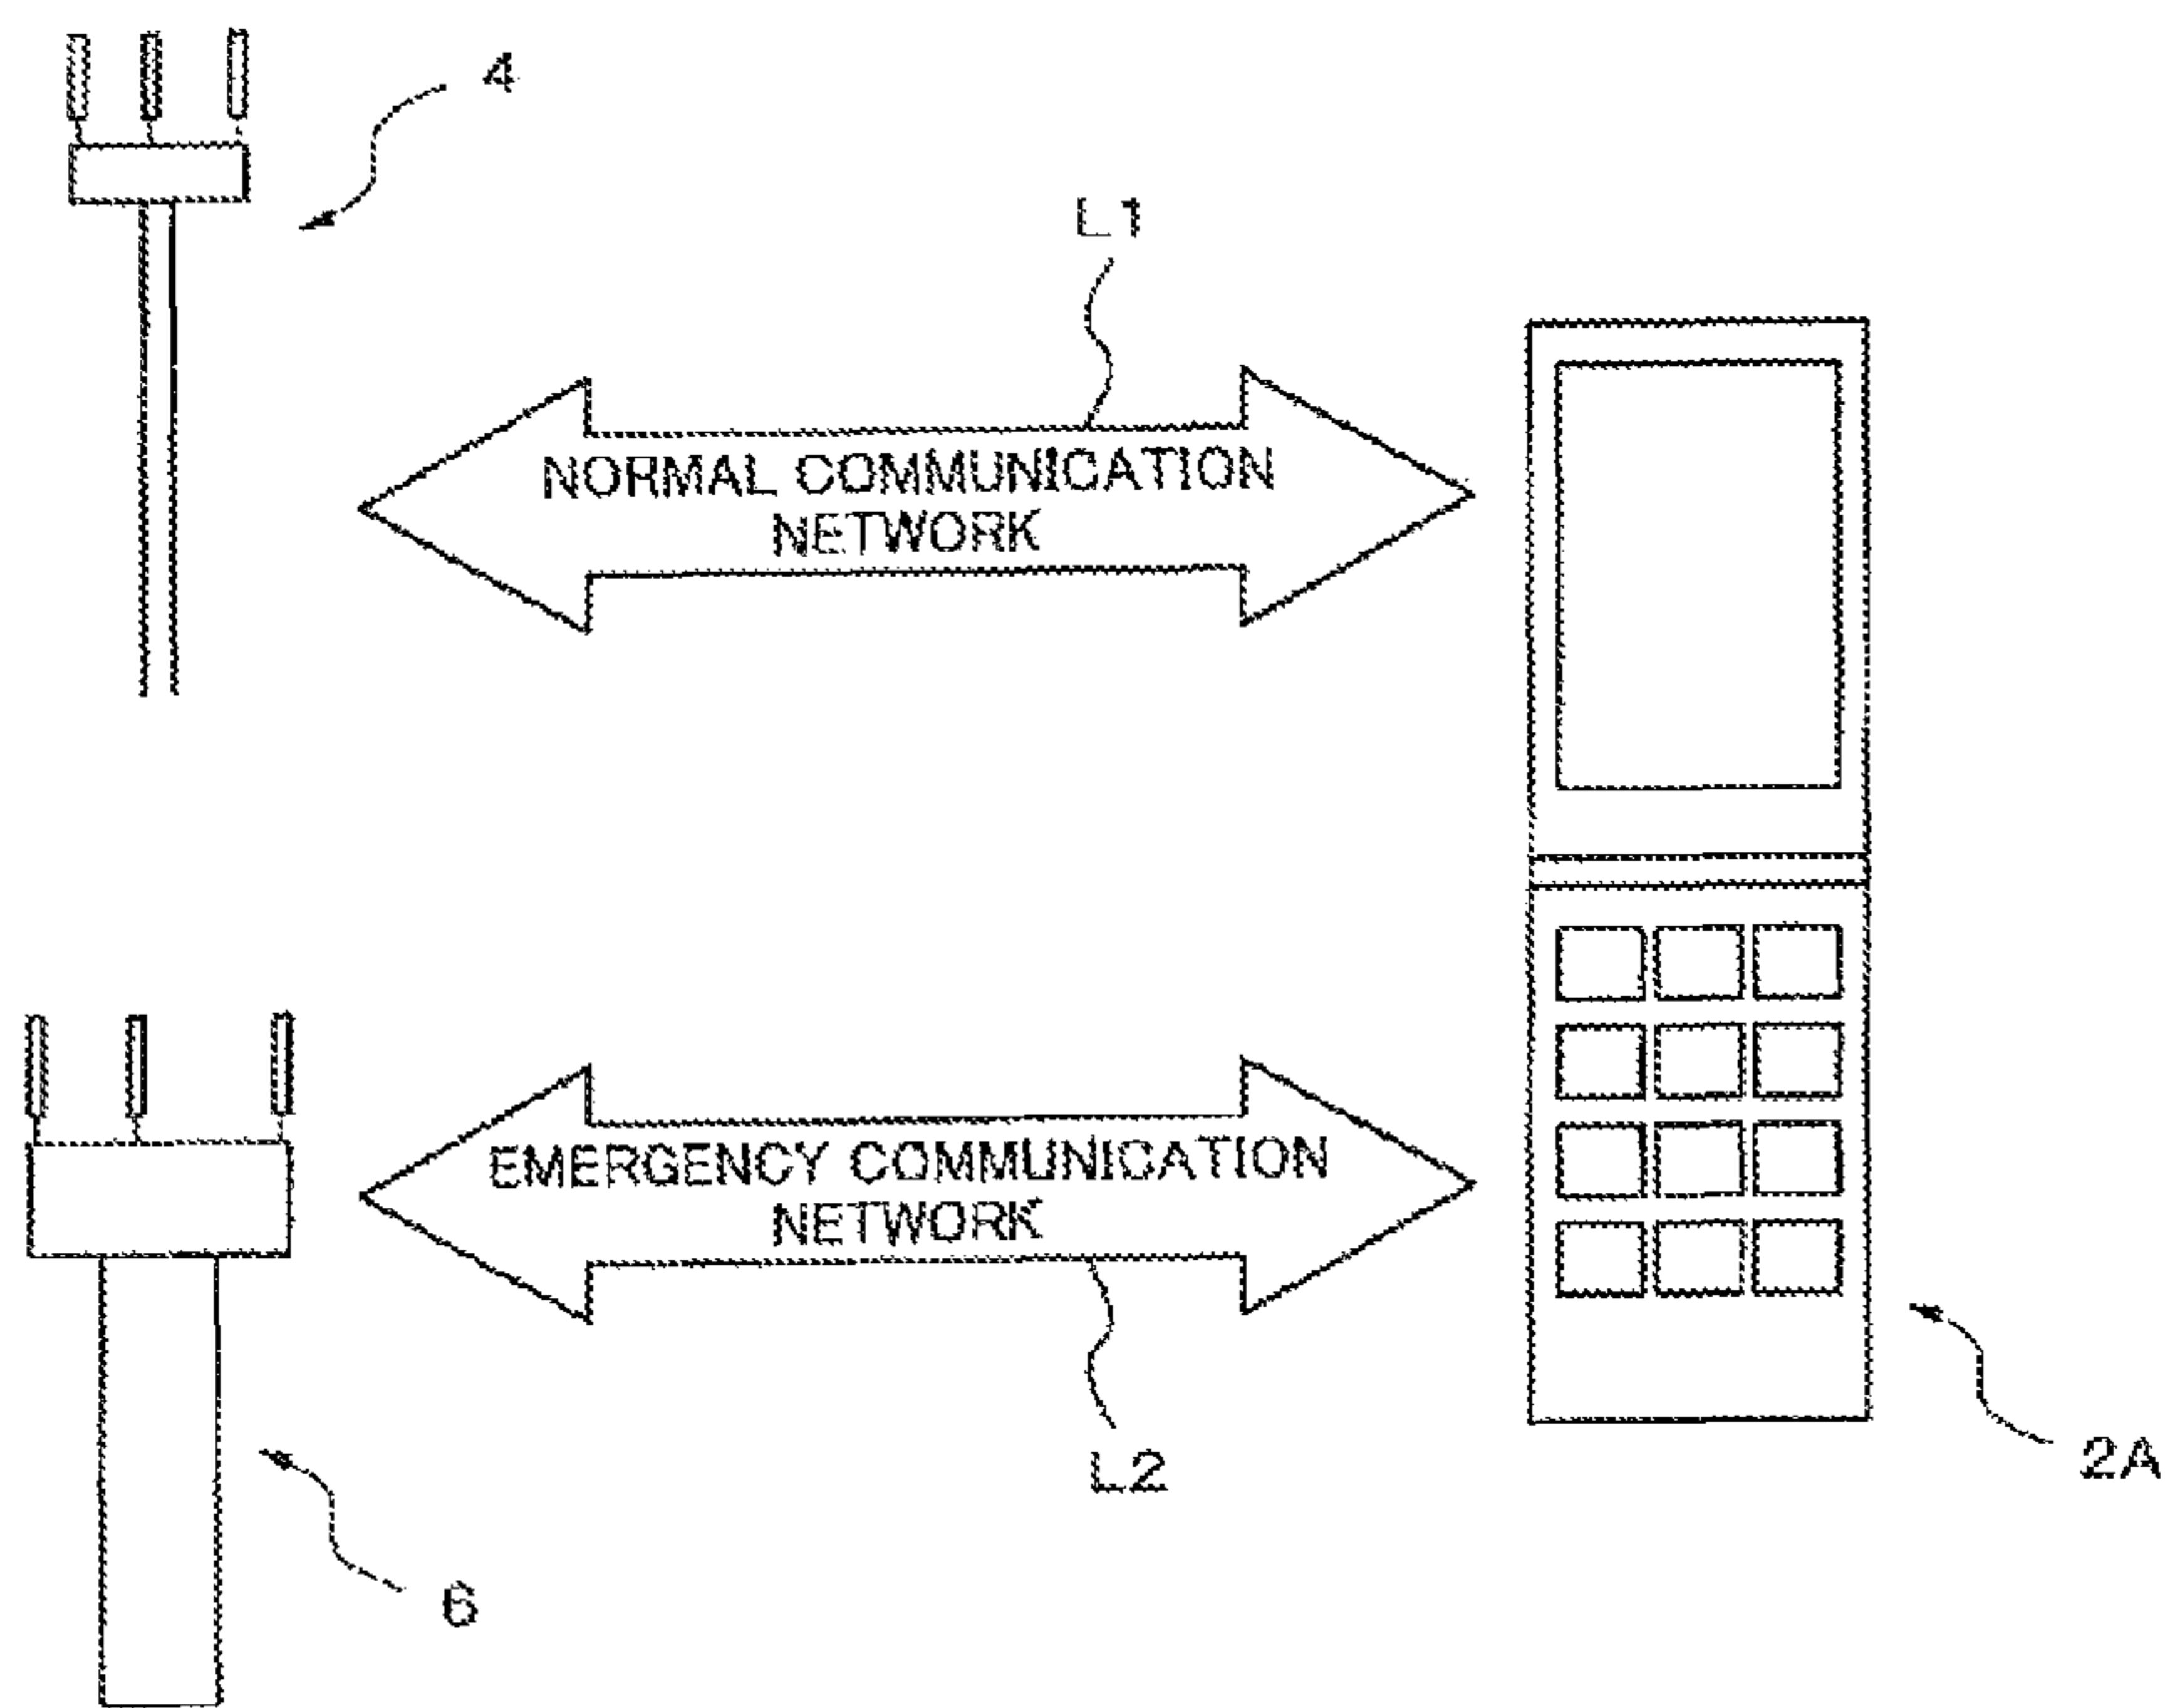 4
L1
NORMAL COMMUNICATION
NETWORK
EMERGENCY COMMUNICATION
NETWORK
L2
2A
6